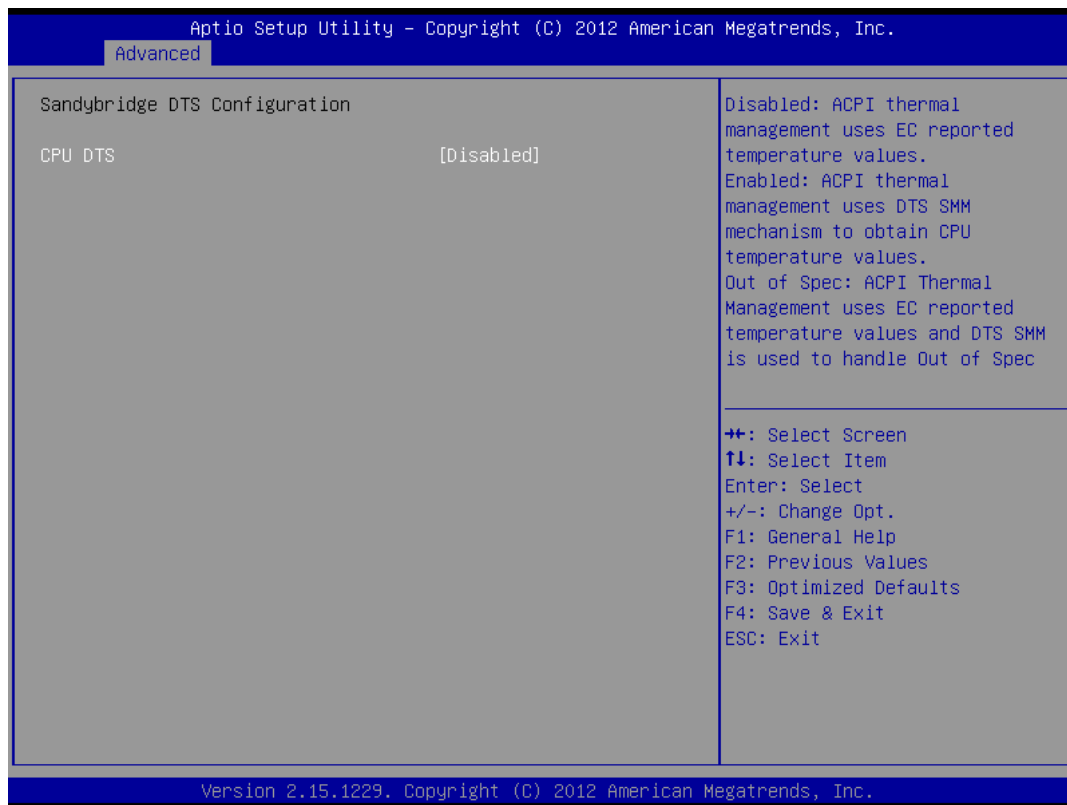 Aptio Setup Utility – Copyright (C) 2012 American Megatrends, Inc.
Advanced
Sandybridge DTS Configuration
CPU DTS [Disabled]
Disabled: ACPI thermal
management uses EC reported
temperature values.
Enabled: ACPI thermal
management uses DTS SMM
mechanism to obtain CPU
temperature values.
Out of Spec: ACPI Thermal
Management uses EC reported
temperature values and DTS SMM
is used to handle Out of Spec
→←: Select Screen
↑↓: Select Item
Enter: Select
+/-: Change Opt.
F1: General Help
F2: Previous Values
F3: Optimized Defaults
F4: Save & Exit
ESC: Exit
Version 2.15.1229. Copyright (C) 2012 American Megatrends, Inc.